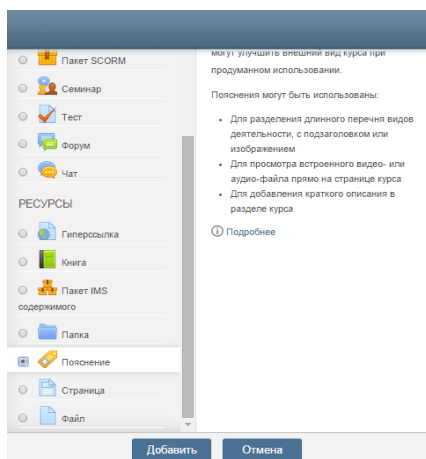 Пакет SCORM
Семинар
Тест
Форум
Чат
РЕСУРСЫ
Гиперссылка
Книга
Пакет IMS
содержимого
Папка
Пояснение
Страница
Файл
могут улучшить внешний вид курса при
продуманном использовании.
Пояснения могут быть использованы:
• Для разделения длинного перечня видов
деятельности, с подзаголовком или
изображением
• Для просмотра встроенного видео- или
аудио-файла прямо на странице курса
• Для добавления краткого описания в
разделе курса
Подробнее
Добавить
Отмена